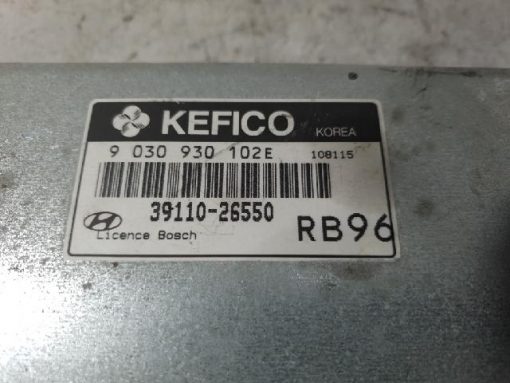 KEFICO KOREA
9 030 930 102E 108115
39110-26550
Licence Bosch RB96